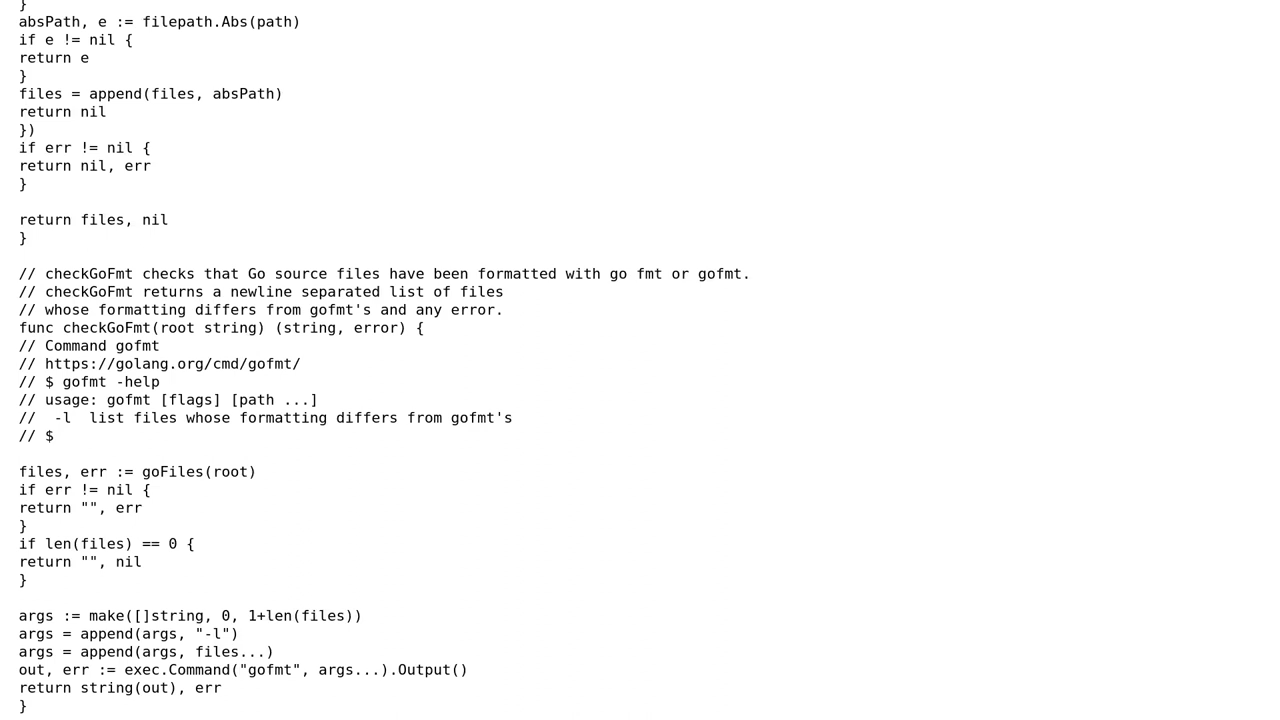 }
absPath, e := filepath.Abs(path)
if e != nil {
return e
}
files = append(files, absPath)
return nil
})
if err != nil {
return nil, err
}

return files, nil
}

// checkGoFmt checks that Go source files have been formatted with go fmt or gofmt.
// checkGoFmt returns a newline separated list of files
// whose formatting differs from gofmt's and any error.
func checkGoFmt(root string) (string, error) {
// Command gofmt
// https://golang.org/cmd/gofmt/
// $ gofmt -help
// usage: gofmt [flags] [path ...]
//  -l  list files whose formatting differs from gofmt's
// $

files, err := goFiles(root)
if err != nil {
return "", err
}
if len(files) == 0 {
return "", nil
}

args := make([]string, 0, 1+len(files))
args = append(args, "-l")
args = append(args, files...)
out, err := exec.Command("gofmt", args...).Output()
return string(out), err
}